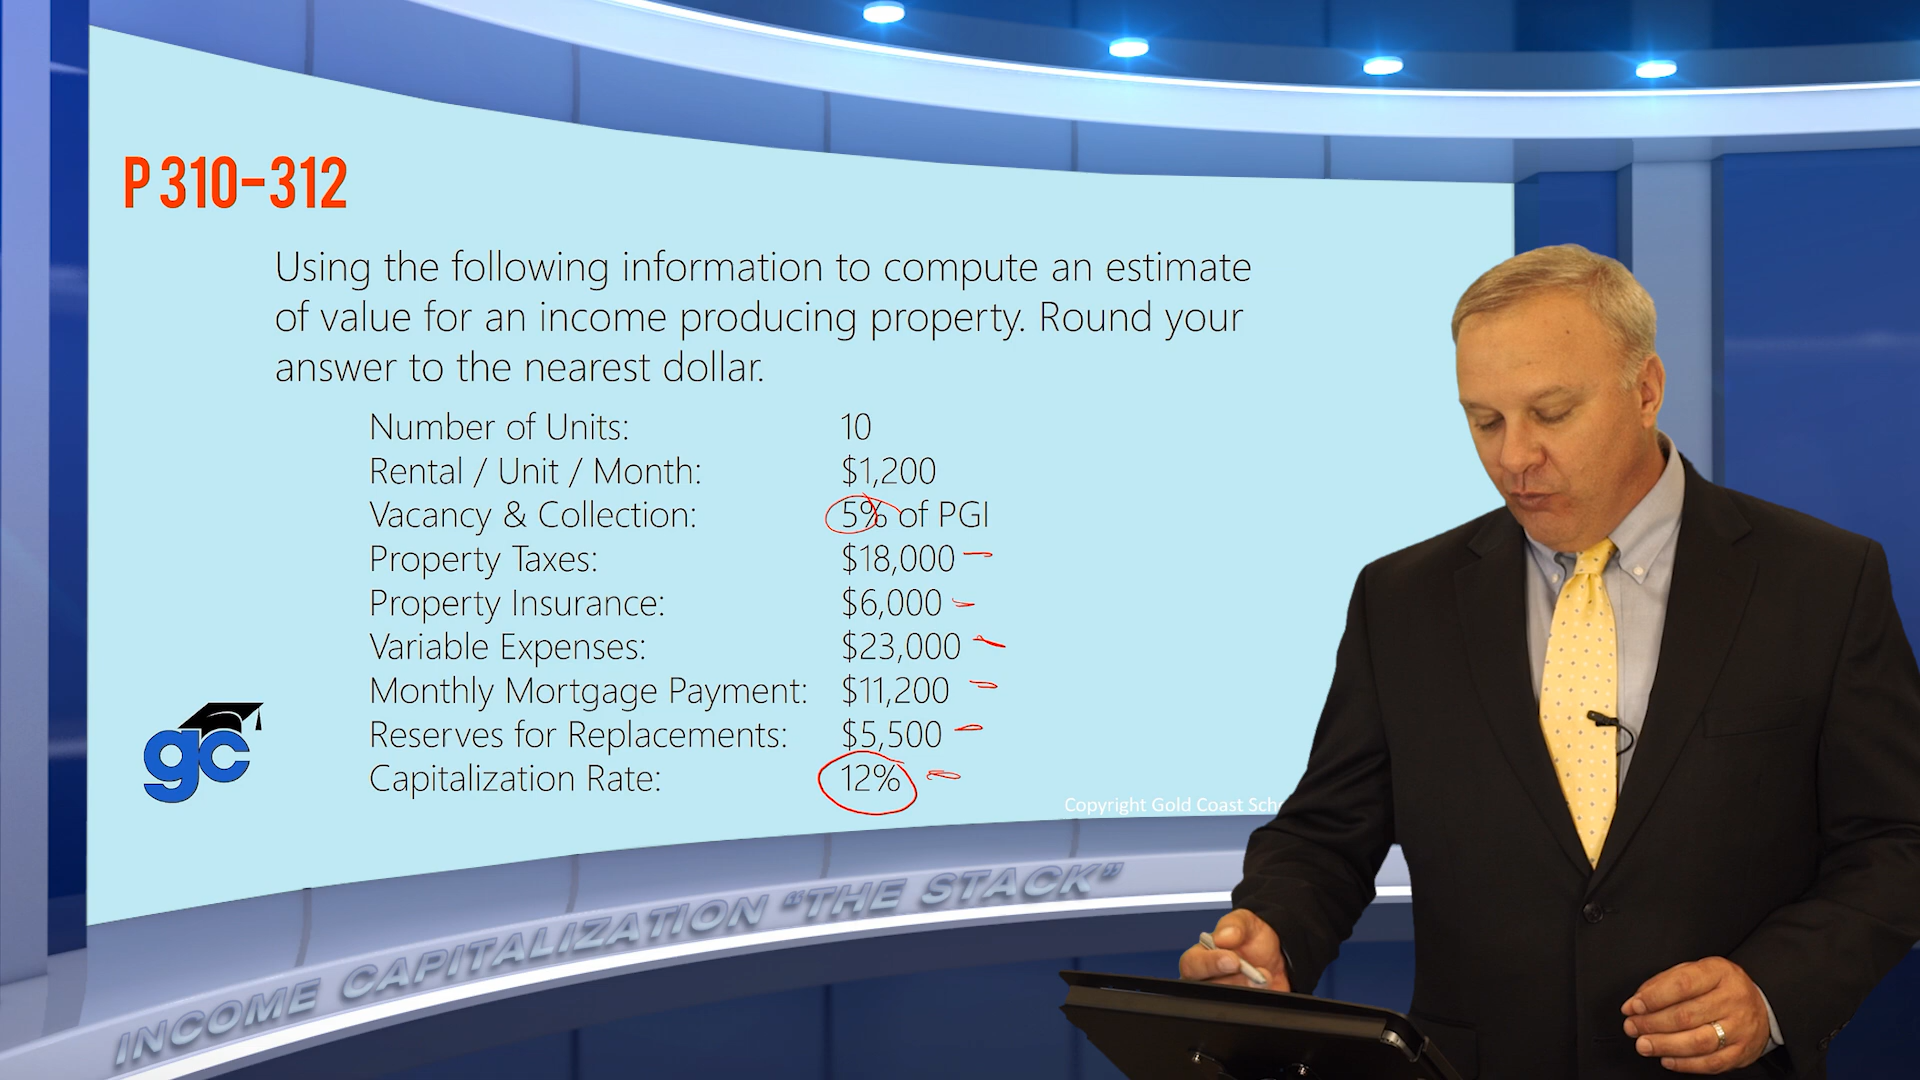 P 310-312
Using the following information to compute an estimate
of value for an income producing property. Round your
answer to the nearest dollar.
Number of Units: 10
Rental / Unit / Month: $1,200
Vacancy & Collection: 5% of PGI
Property Taxes: $18,000
Property Insurance: $6,000
Variable Expenses: $23,000
Monthly Mortgage Payment: $11,200
Reserves for Replacements: $5,500
Capitalization Rate: 12%
gc
Copyright Gold Coast
INCOME CAPITALIZATION "THE STACK"